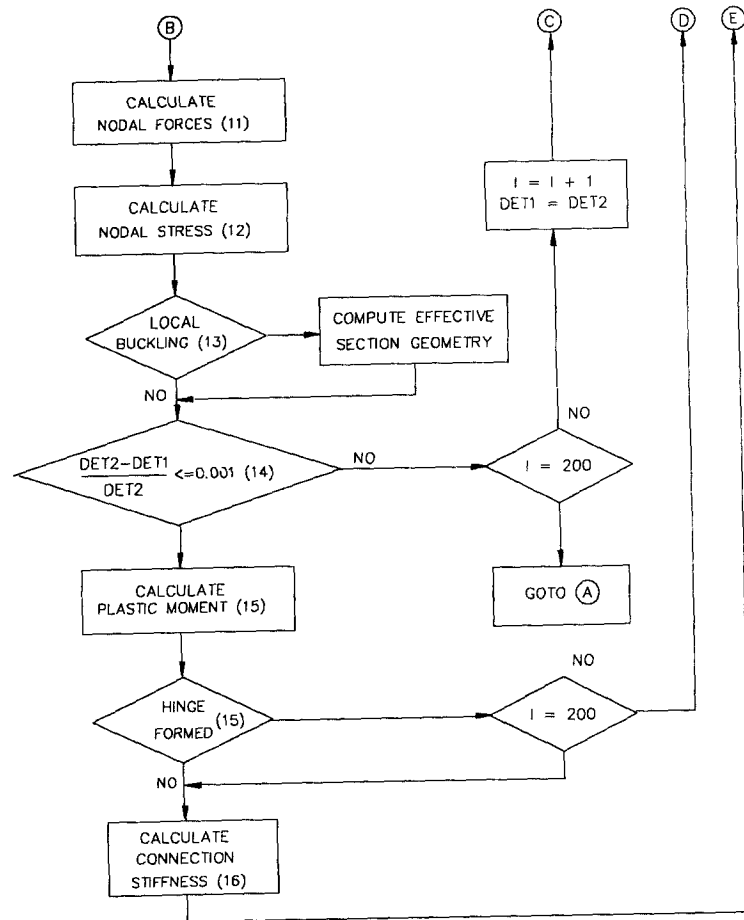 B
C
D
E
CALCULATE
NODAL FORCES (11)
CALCULATE
NODAL STRESS (12)
I = I + 1
DET1 = DET2
LOCAL
BUCKLING (13)
COMPUTE EFFECTIVE
SECTION GEOMETRY
NO
NO
DET2-DET1
DET2
<=0.001 (14)
NO
I = 200
CALCULATE
PLASTIC MOMENT (15)
GOTO A
NO
HINGE
FORMED (15)
I = 200
NO
CALCULATE
CONNECTION
STIFFNESS (16)